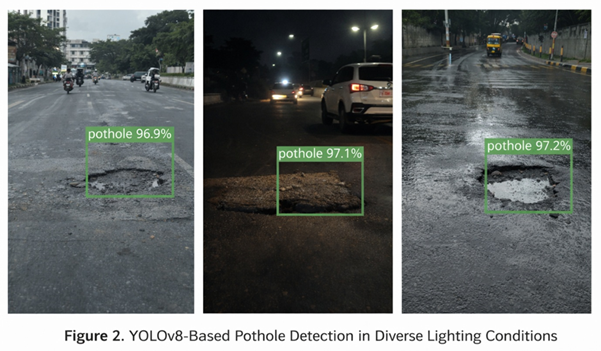 pothole 96.9%
pothole 97.1%
pothole 97.2%
Figure 2. YOLOv8-Based Pothole Detection in Diverse Lighting Conditions